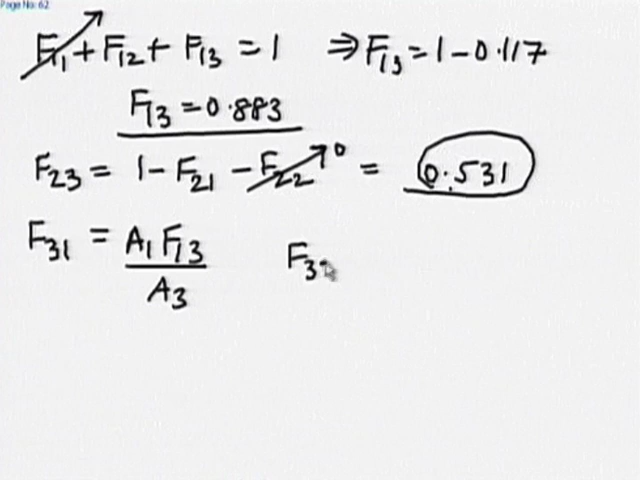 Page No: 62
F₁₁ + F₁₂ + F₁₃ = 1 ⇒ F₁₃ = 1 - 0.117
F₁₃ = 0.883
F₂₃ = 1 - F₂₁ - F₂₂ 0 = 0.531
F₃₁ = A₁ F₁₃ / A₃ F₃